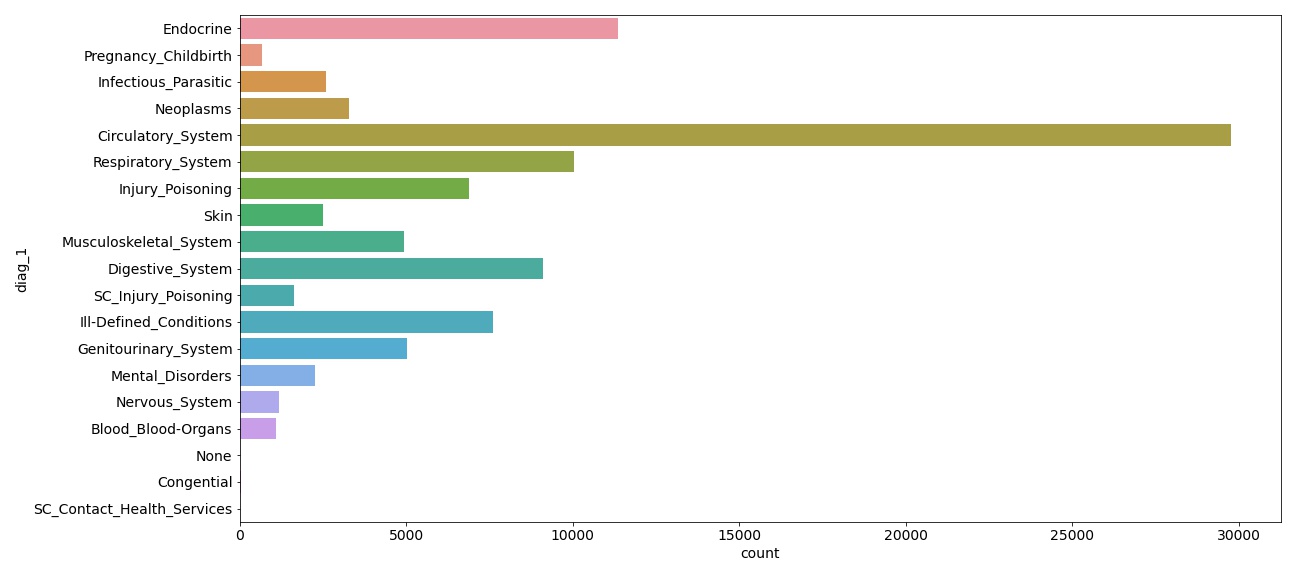 Endocrine
Pregnancy_Childbirth
Infectious_Parasitic
Neoplasms
Circulatory_System
Respiratory_System
Injury_Poisoning
Skin
Musculoskeletal_System
diag_1
Digestive_System
SC_Injury_Poisoning
Ill-Defined_Conditions
Genitourinary_System
Mental_Disorders
Nervous_System
Blood_Blood-Organs
None
Congential
SC_Contact_Health_Services
0 5000 10000 15000 20000 25000 30000
count